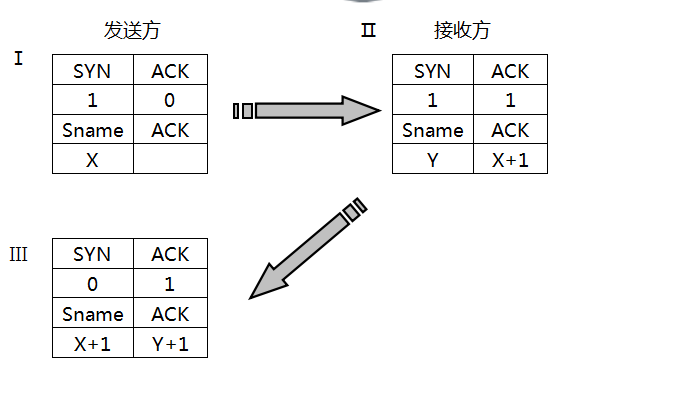 发送方
Ⅰ
SYN ACK
1 0
Sname ACK
X
Ⅱ
接收方
SYN ACK
1 1
Sname ACK
Y X+1
Ⅲ
SYN ACK
0 1
Sname ACK
X+1 Y+1